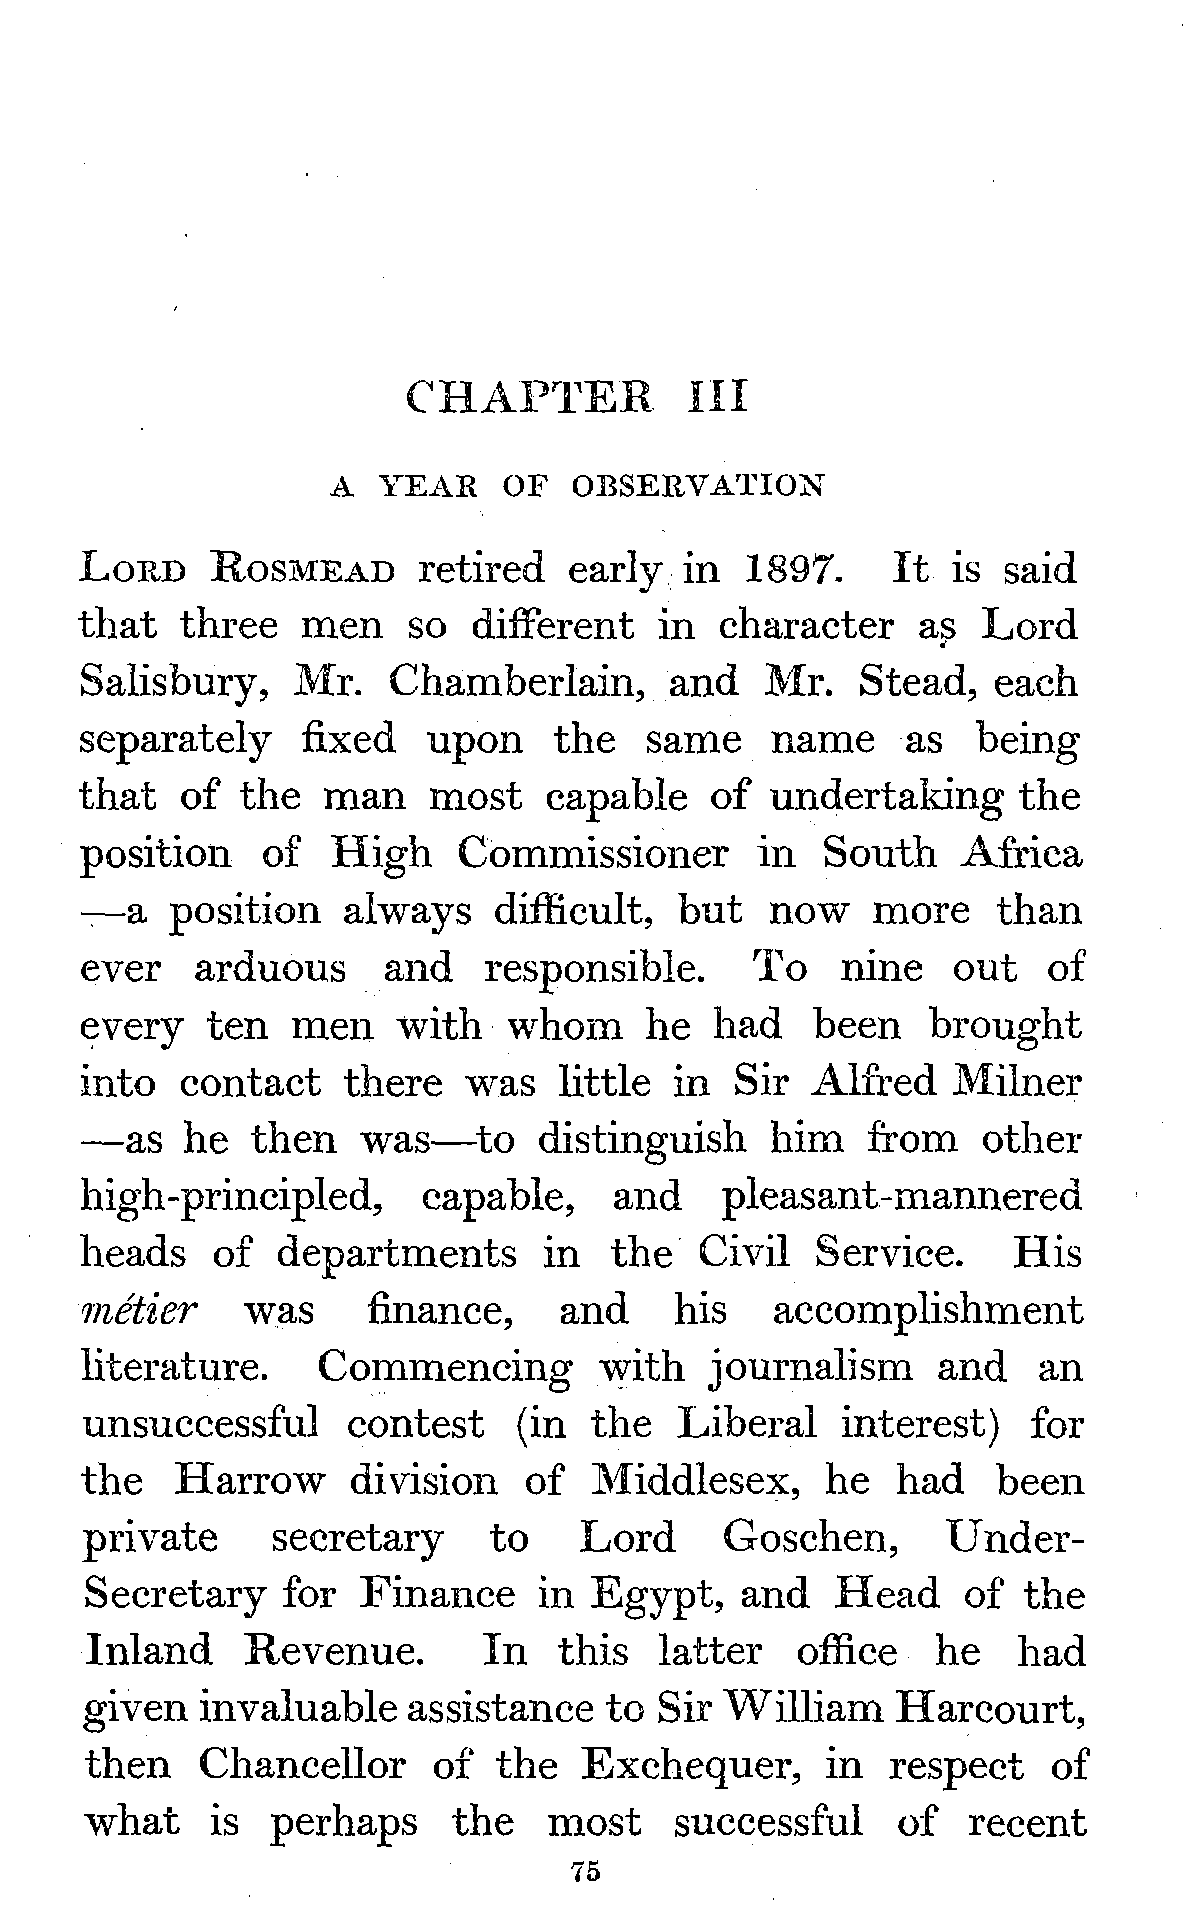 CHAPTER III
A YEAR OF OBSERVATION
LORD ROSMEAD retired early in 1897. It is said
that three men so different in character as Lord
Salisbury, Mr. Chamberlain, and Mr. Stead, each
separately fixed upon the same name as being
that of the man most capable of undertaking the
position of High Commissioner in South Africa
—a position always difficult, but now more than
ever arduous and responsible. To nine out of
every ten men with whom he had been brought
into contact there was little in Sir Alfred Milner
—as he then was—to distinguish him from other
high-principled, capable, and pleasant-mannered
heads of departments in the Civil Service. His
métier was finance, and his accomplishment
literature. Commencing with journalism and an
unsuccessful contest (in the Liberal interest) for
the Harrow division of Middlesex, he had been
private secretary to Lord Goschen, Under-
Secretary for Finance in Egypt, and Head of the
Inland Revenue. In this latter office he had
given invaluable assistance to Sir William Harcourt,
then Chancellor of the Exchequer, in respect of
what is perhaps the most successful of recent
75